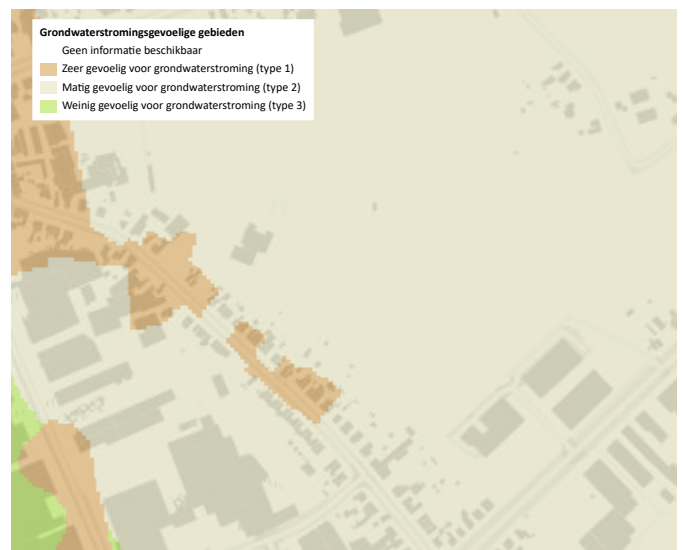 Grondwaterstromingsgevoelige gebieden
Geen informatie beschikbaar
Zeer gevoelig voor grondwaterstroming (type 1)
Matig gevoelig voor grondwaterstroming (type 2)
Weinig gevoelig voor grondwaterstroming (type 3)